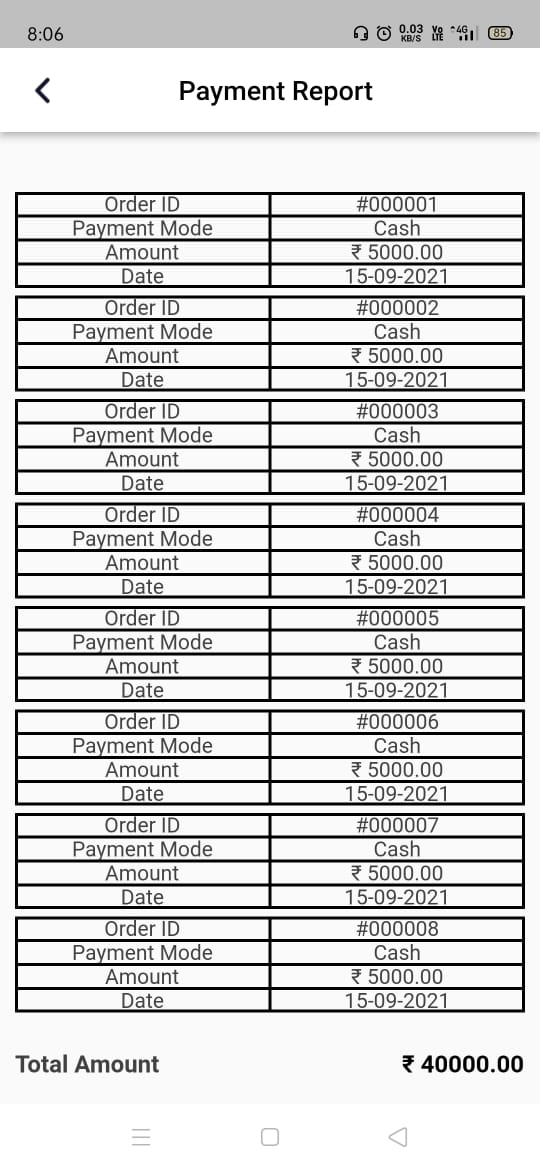 8:06 0.03 KB/S VO LTE 4G 85
Payment Report
Order ID #000001
Payment Mode Cash
Amount ₹ 5000.00
Date 15-09-2021
Order ID #000002
Payment Mode Cash
Amount ₹ 5000.00
Date 15-09-2021
Order ID #000003
Payment Mode Cash
Amount ₹ 5000.00
Date 15-09-2021
Order ID #000004
Payment Mode Cash
Amount ₹ 5000.00
Date 15-09-2021
Order ID #000005
Payment Mode Cash
Amount ₹ 5000.00
Date 15-09-2021
Order ID #000006
Payment Mode Cash
Amount ₹ 5000.00
Date 15-09-2021
Order ID #000007
Payment Mode Cash
Amount ₹ 5000.00
Date 15-09-2021
Order ID #000008
Payment Mode Cash
Amount ₹ 5000.00
Date 15-09-2021
Total Amount ₹ 40000.00